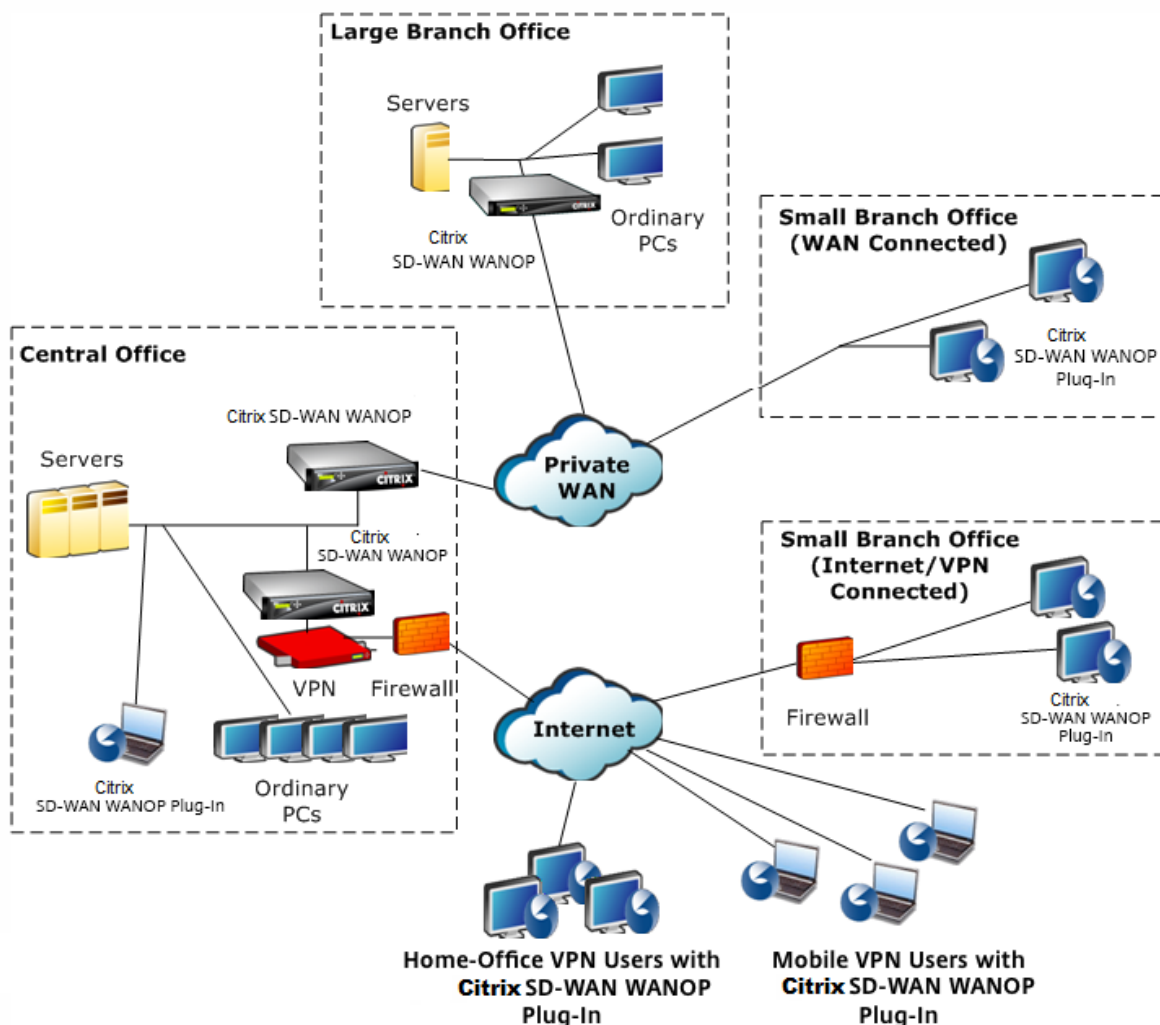 Large Branch Office
Servers
CITRIX
Ordinary
PCs
Citrix
SD-WAN WANOP
Small Branch Office
(WAN Connected)
Citrix
SD-WAN WANOP
Plug-In
Central Office
Citrix SD-WAN WANOP
Servers
CITRIX
Citrix
SD-WAN WANOP
CITRIX
VPN
Firewall
Citrix
SD-WAN WANOP Plug-In
Ordinary
PCs
Private
WAN
Small Branch Office
(Internet/VPN
Connected)
Firewall
Citrix
SD-WAN WANOP
Plug-In
Internet
Home-Office VPN Users with
Citrix SD-WAN WANOP
Plug-In
Mobile VPN Users with
Citrix SD-WAN WANOP
Plug-In